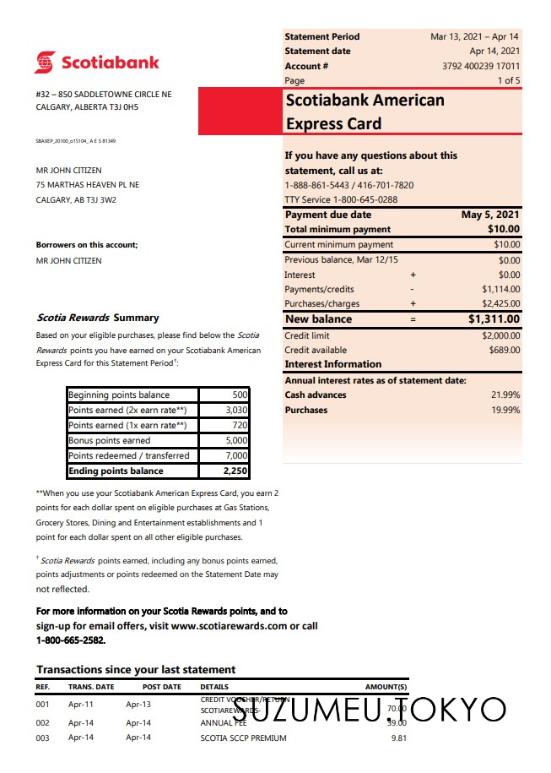 Scotiabank
#32 – 850 SADDLETOWNE CIRCLE NE
CALGARY, ALBERTA T3J 0H5
MR JOHN CITIZEN
75 MARTHAS HEAVEN PL NE
CALGARY, AB T3J 3W2
Borrowers on this account;
MR JOHN CITIZEN
Statement Period Mar 13, 2021 – Apr 14
Statement date Apr 14, 2021
Account # 3792 400239 17011
Page 1 of 5
Scotiabank American
Express Card
If you have any questions about this
statement, call us at:
1-888-861-5443 / 416-701-7820
TTY Service 1-800-645-0288
Payment due date May 5, 2021
Total minimum payment $10.00
Current minimum payment $10.00
Previous balance, Mar 12/15 $0.00
Interest + $0.00
Payments/credits - $1,114.00
Purchases/charges + $2,425.00
New balance = $1,311.00
Credit limit $2,000.00
Credit available $689.00
Interest Information
Annual interest rates as of statement date:
Cash advances 21.99%
Purchases 19.99%
Scotia Rewards Summary
Based on your eligible purchases, please find below the Scotia
Rewards points you have earned on your Scotiabank American
Express Card for this Statement Period†:
Beginning points balance 500
Points earned (2x earn rate**) 3,030
Points earned (1x earn rate**) 720
Bonus points earned 5,000
Points redeemed / transferred 7,000
Ending points balance 2,250
**When you use your Scotiabank American Express Card, you earn 2
points for each dollar spent on eligible purchases at Gas Stations,
Grocery Stores, Dining and Entertainment establishments and 1
point for each dollar spent on all other eligible purchases.
† Scotia Rewards points earned, including any bonus points earned,
points adjustments or points redeemed on the Statement Date may
not reflected.
For more information on your Scotia Rewards points, and to
sign-up for email offers, visit www.scotiarewards.com or call
1-800-665-2582.
Transactions since your last statement
REF. TRANS. DATE POST DATE DETAILS AMOUNT($)
001 Apr-11 Apr-13 CREDIT VOUCHER/RETURN
SCOTIAREWARDS- 70.00
002 Apr-14 Apr-14 ANNUAL FEE 39.00
003 Apr-14 Apr-14 SCOTIA SCCP PREMIUM 9.81
SUZUMEU.TOKYO